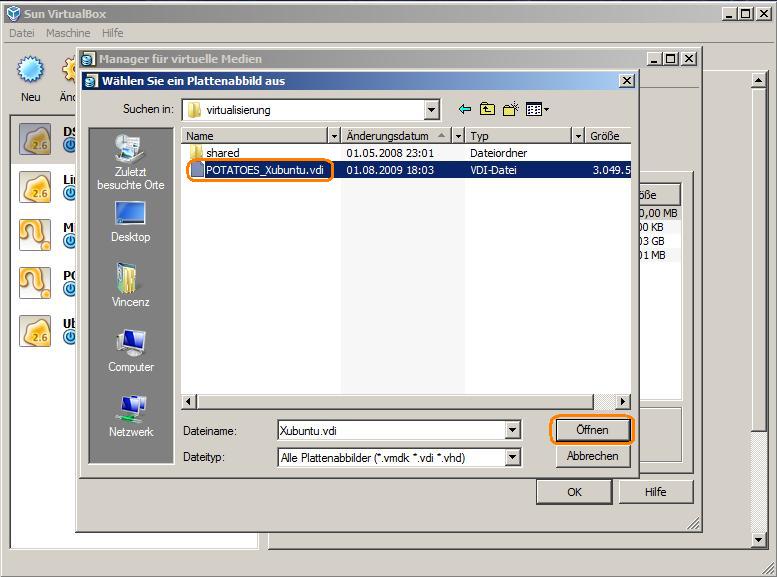 Sun VirtualBox
Datei Maschine Hilfe
Manager für virtuelle Medien
Wählen Sie ein Plattenabbild aus
Suchen in: virtualisierung
Neu
Name Änderungsdatum Typ Größe
shared 01.05.2008 23:01 Dateiordner
POTATOES_Xubuntu.vdi 01.08.2009 18:03 VDI-Datei 3.049.5
Zuletzt
besuchte Orte
Desktop
Vincenz
Computer
Netzwerk
2.6
2.6
2.6
DS
Li
M
PO
Ub
öße
0,00 MB
00 KB
03 GB
01 MB
Dateiname: Xubuntu.vdi Öffnen
Dateityp: Alle Plattenabbilder (*.vmdk *.vdi *.vhd) Abbrechen
OK Hilfe